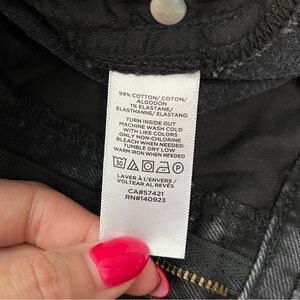 99% COTTON/ COTON/
ALGODÓN
1% ELASTANE/
ELASTHANNE/ ELASTANO
TURN INSIDE OUT
MACHINE WASH COLD
WITH LIKE COLORS
ONLY NON-CHLORINE
BLEACH WHEN NEEDED
TUMBLE DRY LOW
WARM IRON WHEN NEEDED
30
P
LAVER À L'ENVERS /
VOLTEAR AL REVÉS
CA#57421
RN#140923